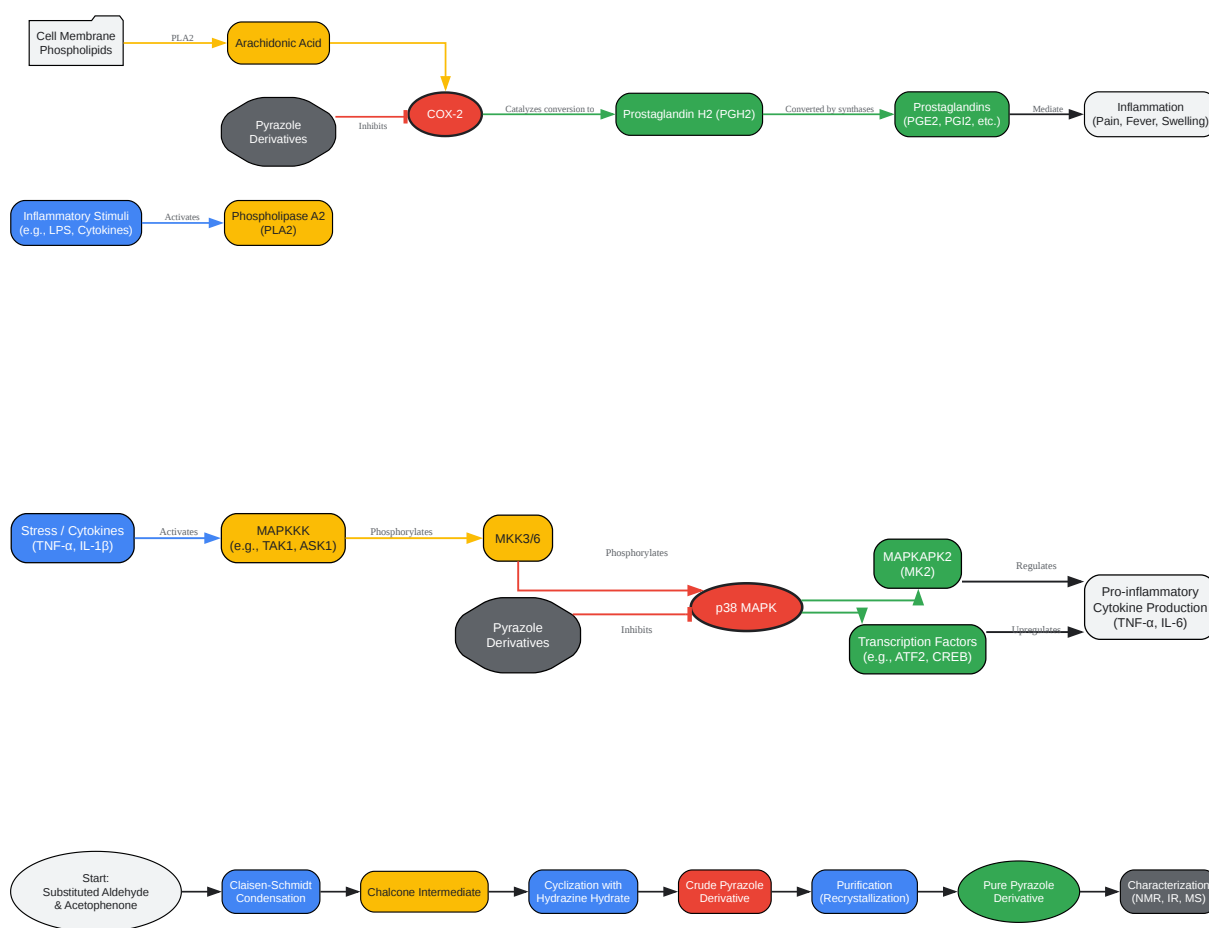 Cell Membrane
Phospholipids
PLA2
Arachidonic Acid
Pyrazole
Derivatives
Inhibits
COX-2
Catalyzes conversion to
Prostaglandin H2 (PGH2)
Converted by synthases
Prostaglandins
(PGE2, PGI2, etc.)
Mediate
Inflammation
(Pain, Fever, Swelling)
Inflammatory Stimuli
(e.g., LPS, Cytokines)
Activates
Phospholipase A2
(PLA2)
Stress / Cytokines
(TNF-α, IL-1β)
Activates
MAPKKK
(e.g., TAK1, ASK1)
Phosphorylates
MKK3/6
Phosphorylates
Pyrazole
Derivatives
Inhibits
p38 MAPK
MAPKAPK2
(MK2)
Regulates
Transcription Factors
(e.g., ATF2, CREB)
Upregulates
Pro-inflammatory
Cytokine Production
(TNF-α, IL-6)
Start:
Substituted Aldehyde
& Acetophenone
Claisen-Schmidt
Condensation
Chalcone Intermediate
Cyclization with
Hydrazine Hydrate
Crude Pyrazole
Derivative
Purification
(Recrystallization)
Pure Pyrazole
Derivative
Characterization
(NMR, IR, MS)